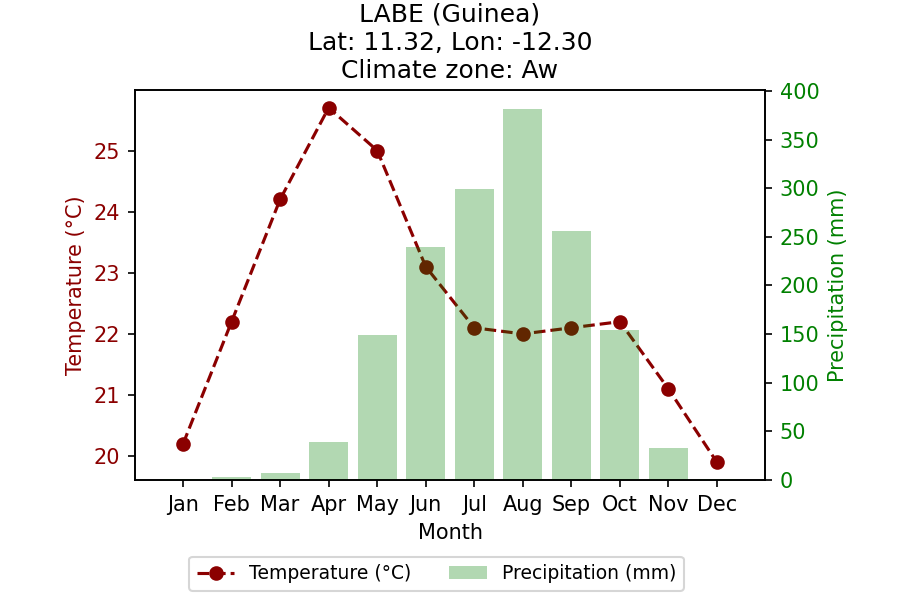 LABE (Guinea)
Lat: 11.32, Lon: -12.30
Climate zone: Aw
Temperature (°C)
25
24
23
22
21
20
400
350
300
250
200
150
100
50
0
Precipitation (mm)
Jan Feb Mar Apr May Jun Jul Aug Sep Oct Nov Dec
Month
Temperature (°C) Precipitation (mm)